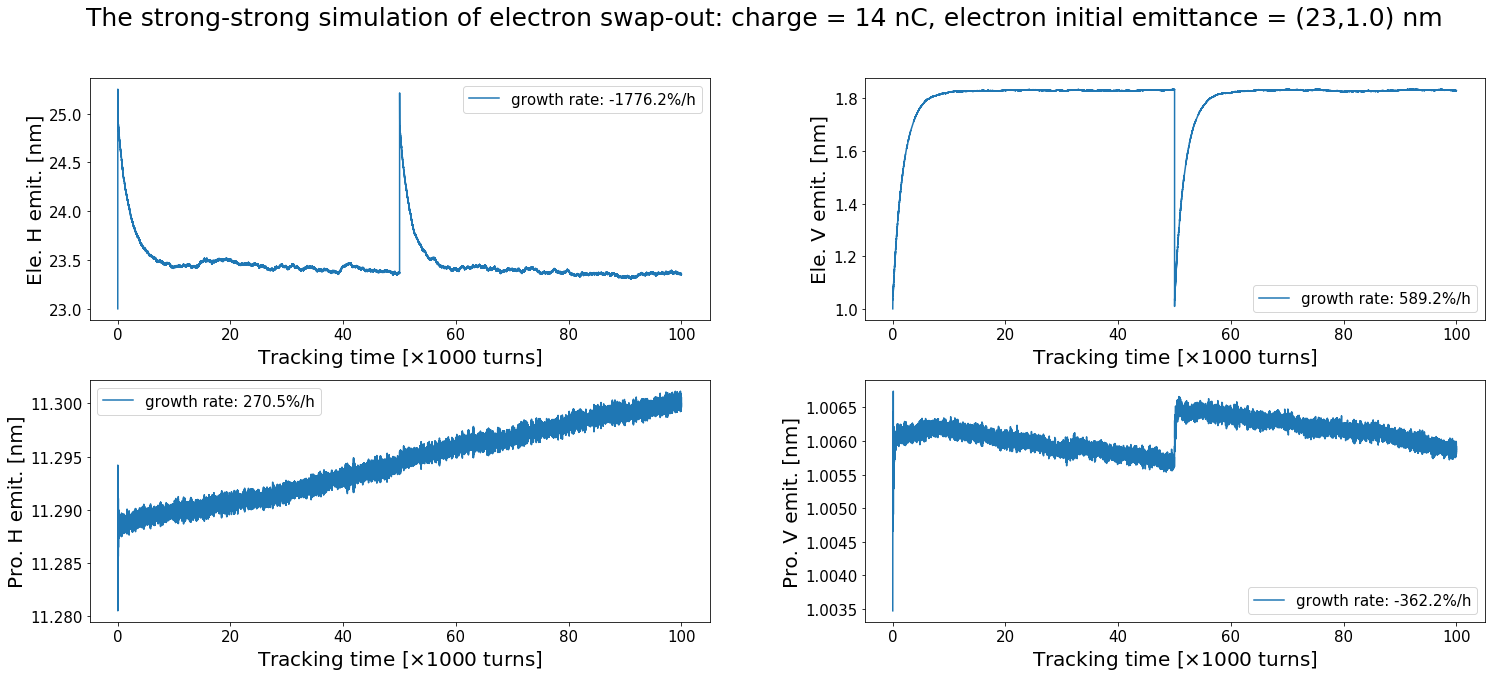 The strong-strong simulation of electron swap-out: charge = 14 nC, electron initial emittance = (23,1.0) nm
Ele. H emit. [nm]
25.0
24.5
24.0
23.5
23.0
growth rate: -1776.2%/h
0 20 40 60 80 100
Tracking time [×1000 turns]
Ele. V emit. [nm]
1.8
1.6
1.4
1.2
1.0
growth rate: 589.2%/h
0 20 40 60 80 100
Tracking time [×1000 turns]
Pro. H emit. [nm]
11.300
11.295
11.290
11.285
11.280
growth rate: 270.5%/h
0 20 40 60 80 100
Tracking time [×1000 turns]
Pro. V emit. [nm]
1.0065
1.0060
1.0055
1.0050
1.0045
1.0040
1.0035
growth rate: -362.2%/h
0 20 40 60 80 100
Tracking time [×1000 turns]